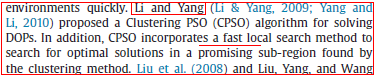 environments quickly. Li and Yang (Li & Yang, 2009; Yang and
Li, 2010) proposed a Clustering PSO (CPSO) algorithm for solving
DOPs. In addition, CPSO incorporates a fast local search method to
search for optimal solutions in a promising sub-region found by
the clustering method. Liu et al. (2008) and Liu, Yang, and Wang